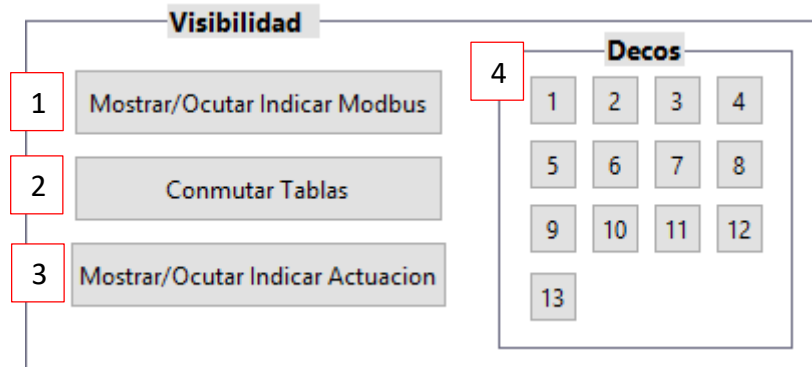 Visibilidad
1
Mostrar/Ocutar Indicar Modbus
2
Conmutar Tablas
3
Mostrar/Ocutar Indicar Actuacion
4
Decos
1 2 3 4
5 6 7 8
9 10 11 12
13